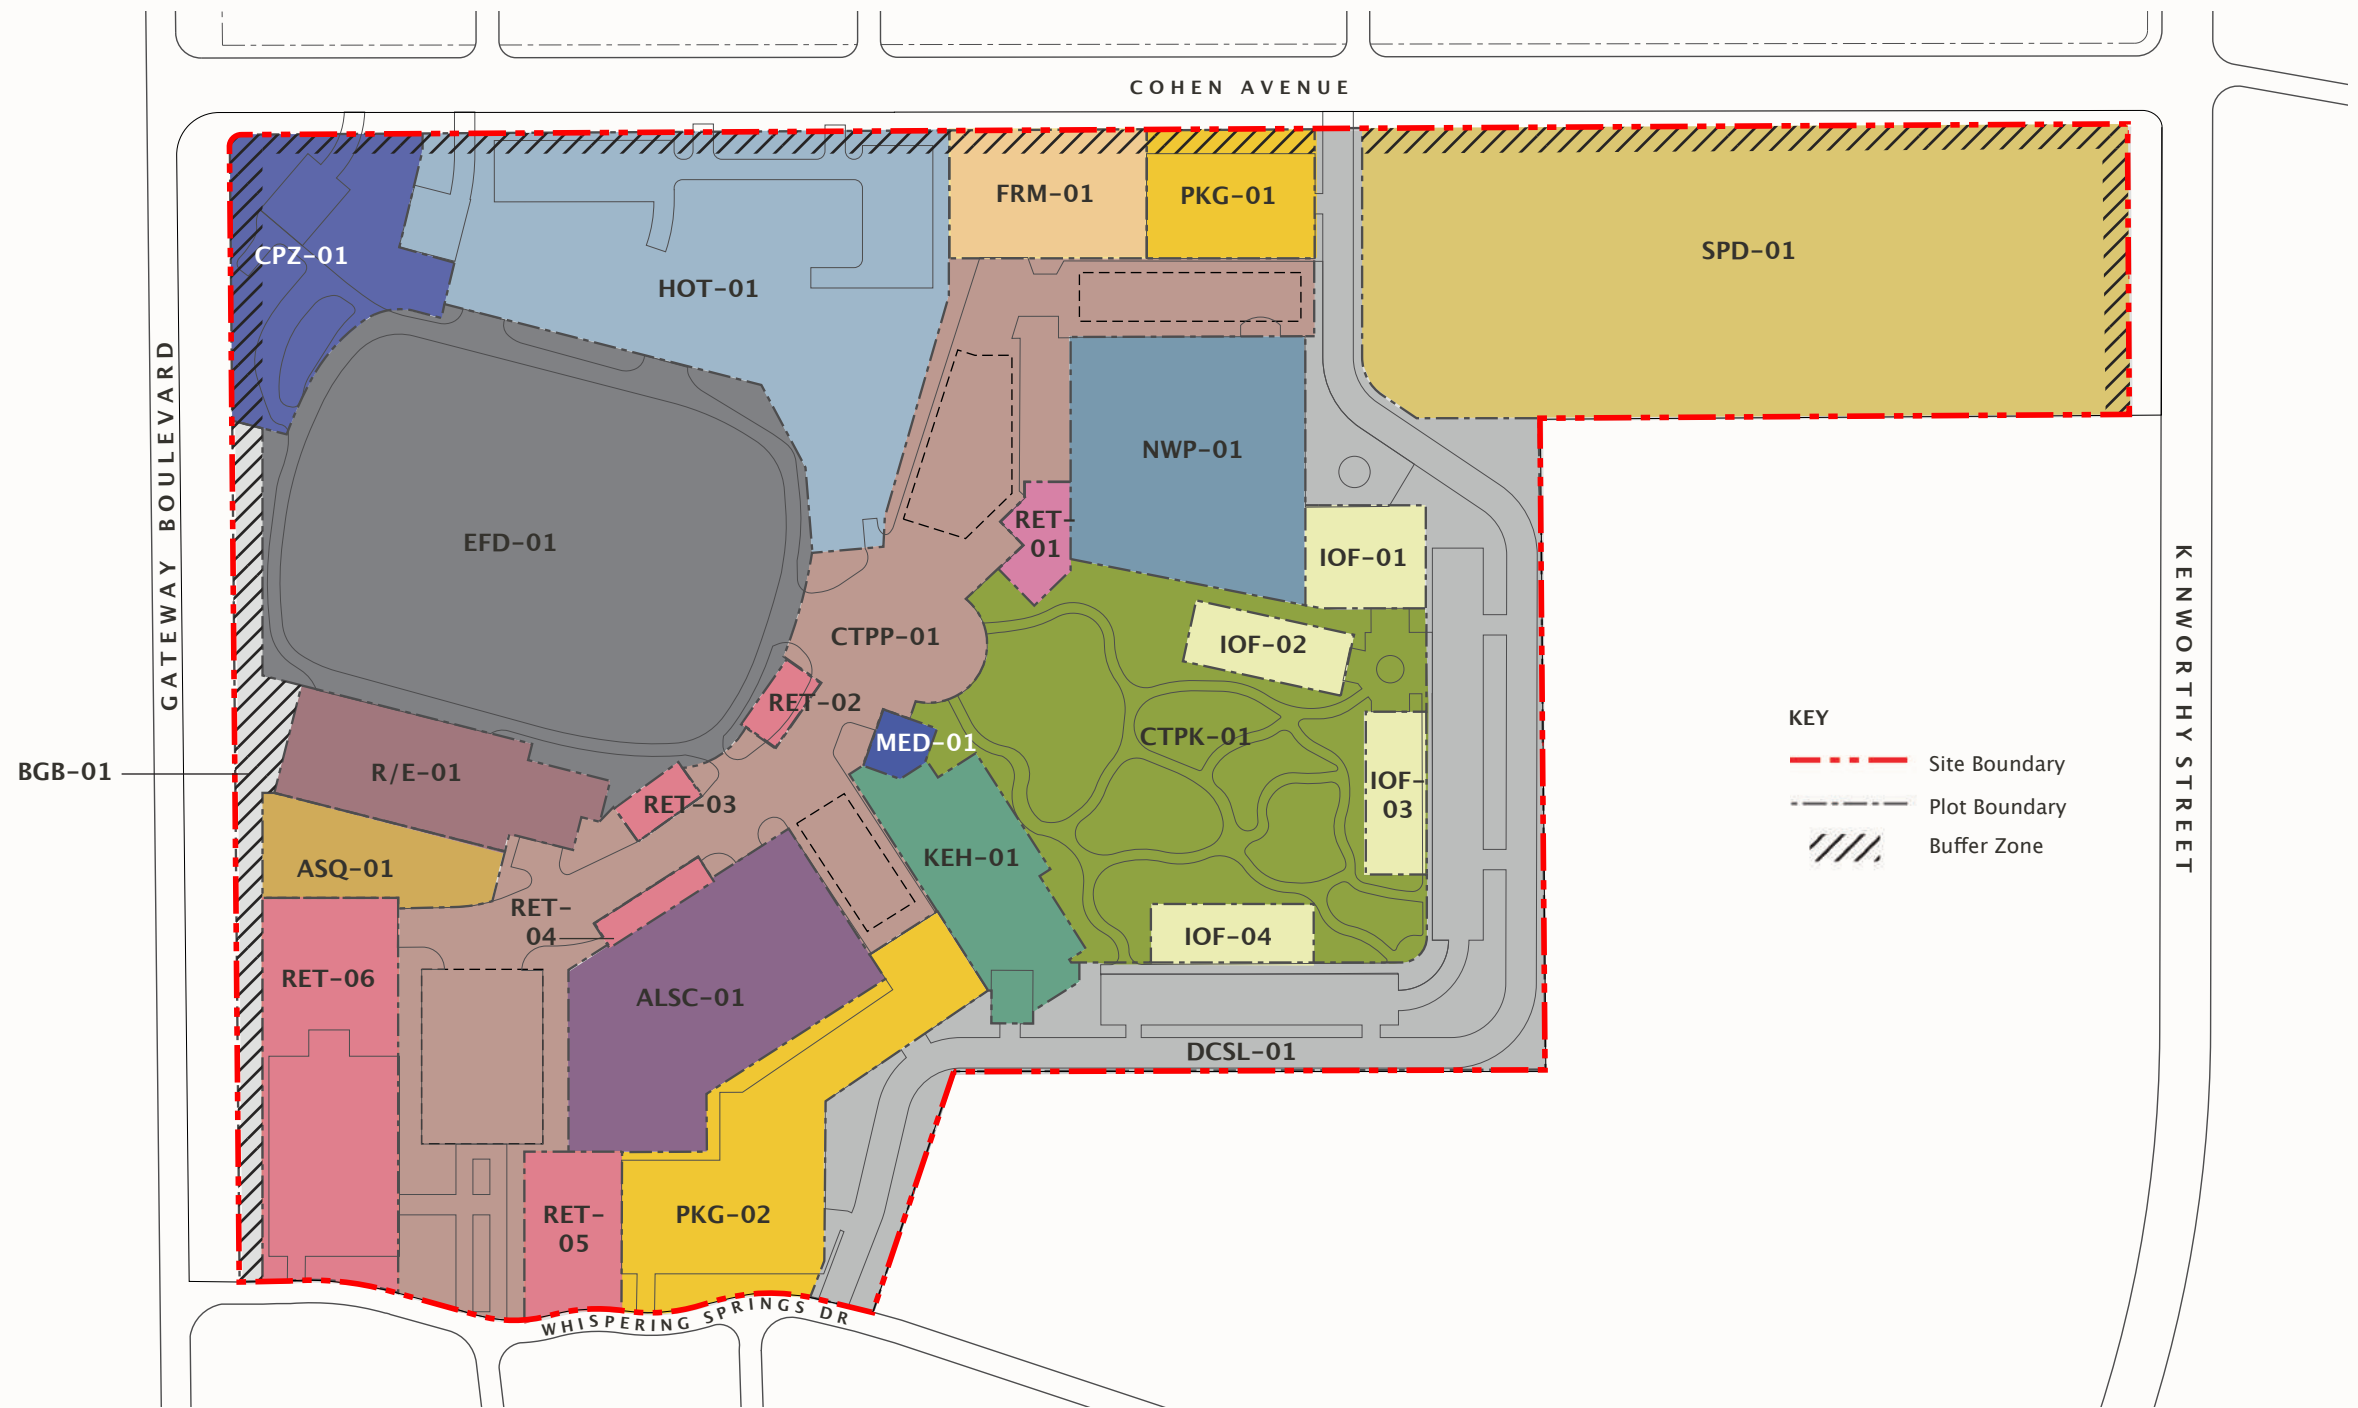 COHEN AVENUE
FRM-01
PKG-01
SPD-01
CPZ-01
HOT-01
GATEWAY BOULEVARD
NWP-01
RET-
01
EFD-01
IOF-01
KENWORTHY STREET
CTPP-01
IOF-02
RET-02
MED-01
CTPK-01
KEY
Site Boundary
Plot Boundary
Buffer Zone
BGB-01
R/E-01
RET-03
IOF-
03
ASQ-01
KEH-01
RET-
04
IOF-04
RET-06
ALSC-01
DCSL-01
RET-
05
PKG-02
WHISPERING SPRINGS DR